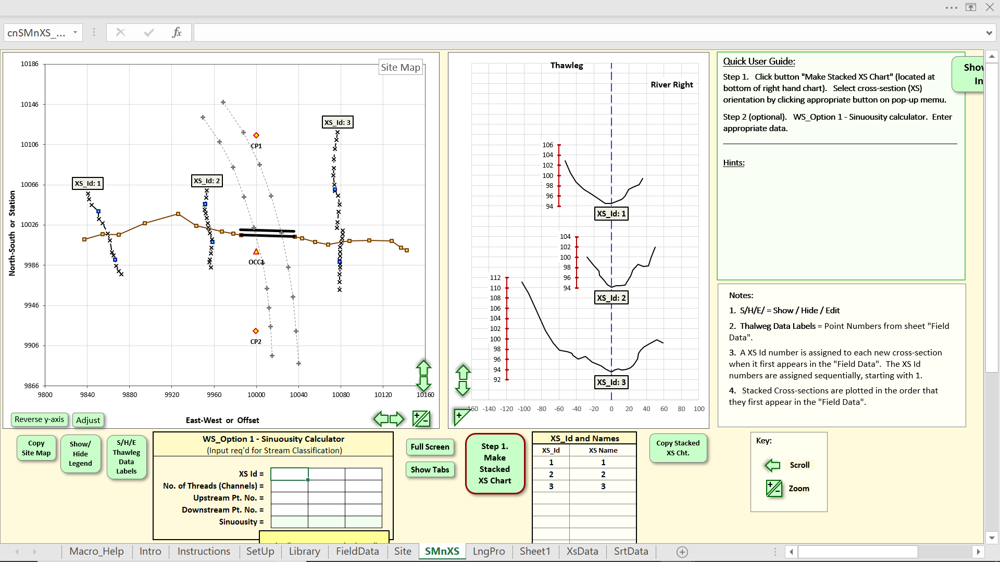 cnSMnXS_...
fx
Site Map
10186
10146
10106
10066
10026
9986
9946
9906
9866
North-South or Station
XS_Id: 1
XS_Id: 2
XS_Id: 3
CP1
OCC1
CP2
9800
9840
9880
9920
9960
10000
10040
10080
10120
10160
East-West or Offset
Reverse y-axis
Adjust
Thawleg
River Right
106
104
102
100
98
96
94
XS_Id: 1
104
102
100
98
96
94
XS_Id: 2
112
110
108
106
104
102
100
98
96
94
92
XS_Id: 3
160
-140
-120
-100
-80
-60
-40
-20
0
20
40
60
80
100
Quick User Guide:
Step 1. Click button "Make Stacked XS Chart" (located at
bottom of right hand chart). Select cross-sestion (XS)
orientation by clicking appropriate button on pop-up memu.
Step 2 (optional). WS_Option 1 - Sinuousity calculator. Enter
appropriate data.
Hints:
Show
In
Notes:
1. S/H/E/ = Show / Hide / Edit
2. Thalweg Data Labels = Point Numbers from sheet "Field
Data".
3. A XS Id number is assigned to each new cross-section
when it first appears in the "Field Data". The XS Id
numbers are assigned sequentially, starting with 1.
4. Stacked Cross-sections are plotted in the order that
they first appear in the "Field Data".
Copy
Site Map
Show/
Hide
Legend
S/H/E
Thawleg
Data
Labels
WS_Option 1 - Sinuousity Calculator
(Input req'd for Stream Classification)
XS Id =
No. of Threads (Channels) =
Upstream Pt. No. =
Downstream Pt. No. =
Sinuousity =
Full Screen
Show Tabs
Step 1.
Make
Stacked
XS Chart
XS_Id and Names
XS_Id XS Name
1 1
2 2
3 3
Copy Stacked
XS Cht.
Key:
Scroll
Zoom
Macro_Help Intro Instructions SetUp Library FieldData Site SMnXS LngPro Sheet1 XsData SrtData